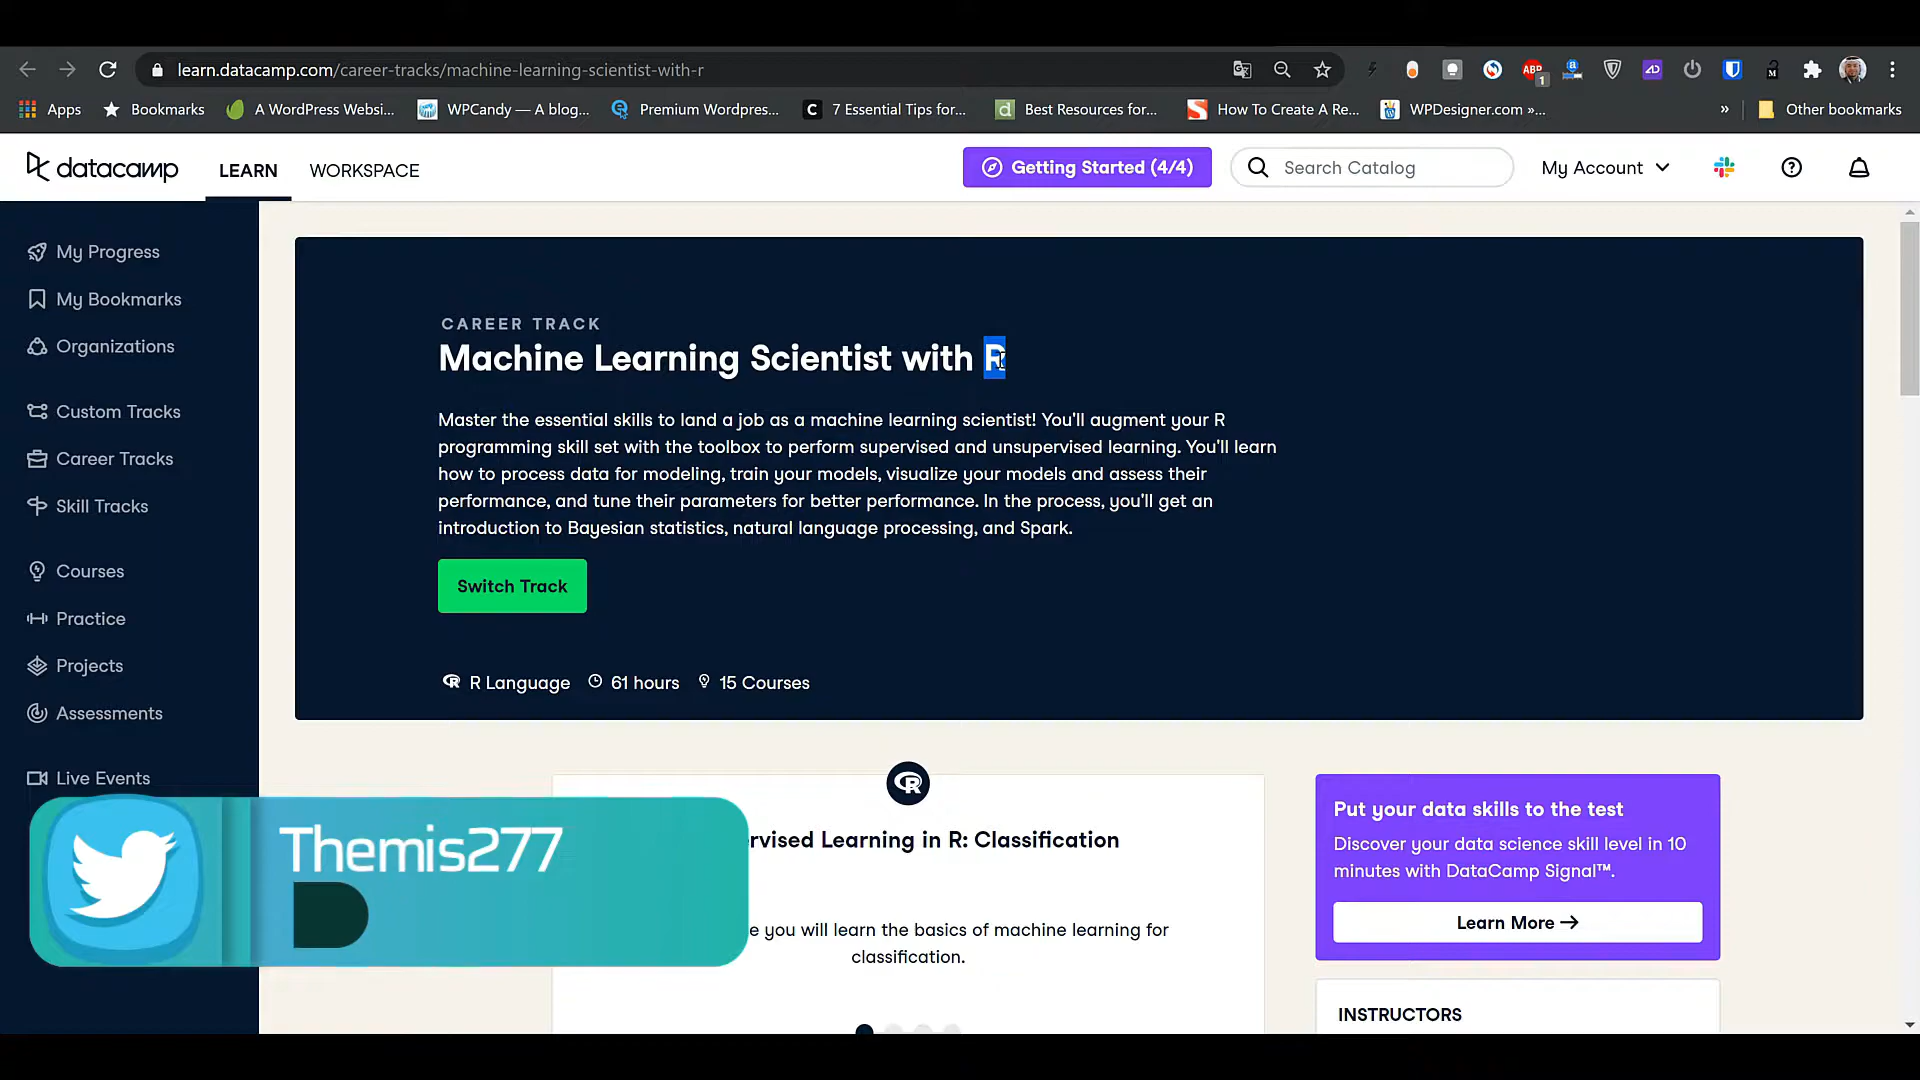 learn.datacamp.com/career-tracks/machine-learning-scientist-with-r
ABP
1
Apps
Bookmarks
A WordPress Websi...
WPCandy — A blog...
Premium Wordpres...
7 Essential Tips for...
Best Resources for...
How To Create A Re...
WPDesigner.com »...
»
Other bookmarks
datacamp
LEARN
WORKSPACE
Getting Started (4/4)
Search Catalog
My Account
My Progress
My Bookmarks
Organizations
Custom Tracks
Career Tracks
Skill Tracks
Courses
Practice
Projects
Assessments
Live Events
CAREER TRACK
Machine Learning Scientist with R
Master the essential skills to land a job as a machine learning scientist! You'll augment your R
programming skill set with the toolbox to perform supervised and unsupervised learning. You'll learn
how to process data for modeling, train your models, visualize your models and assess their
performance, and tune their parameters for better performance. In the process, you'll get an
introduction to Bayesian statistics, natural language processing, and Spark.
Switch Track
R Language
61 hours
15 Courses
rvised Learning in R: Classification
e you will learn the basics of machine learning for
classification.
Put your data skills to the test
Discover your data science skill level in 10
minutes with DataCamp Signal™.
Learn More →
INSTRUCTORS
Themis277